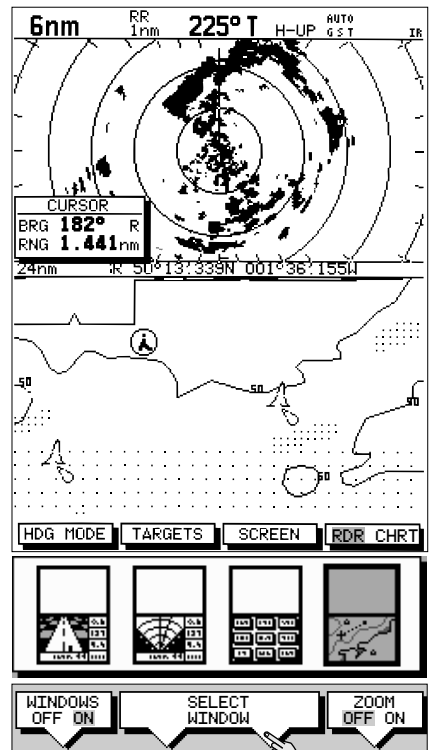 6nm RR 1nm 225°T H-UP AUTO GST IR
CURSOR
BRG 182° R
RNG 1.441nm
24nm R 50°13'.339N 001°36'.155W
50
50
50
50
HDG MODE TARGETS SCREEN RDR CHRT
WINDOWS OFF ON
SELECT WINDOW
ZOOM OFF ON